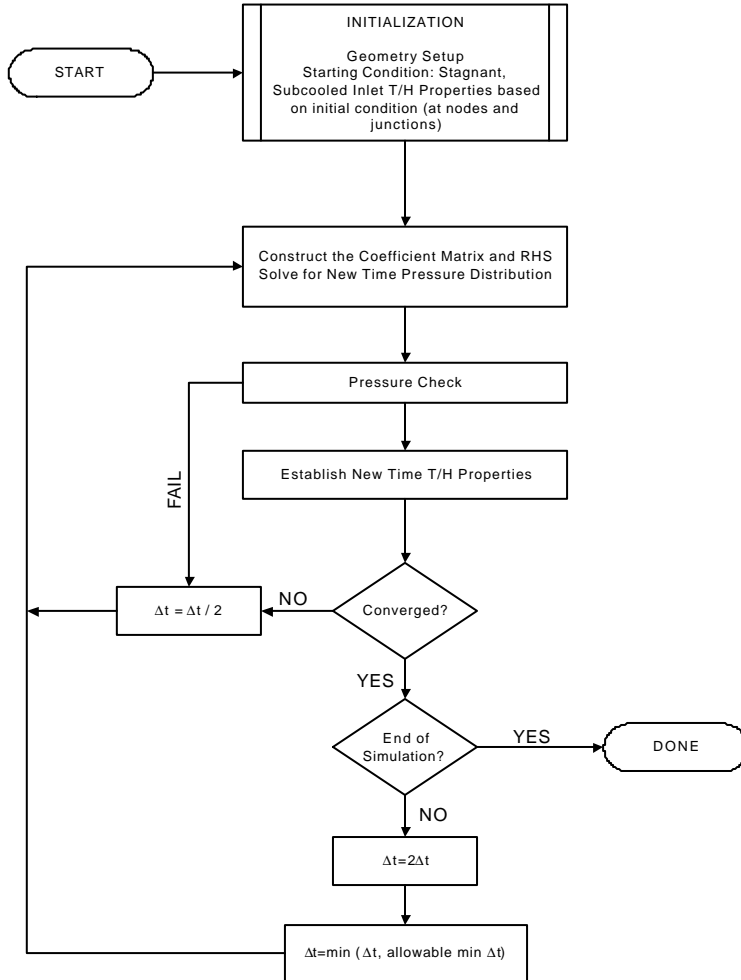 INITIALIZATION
Geometry Setup
Starting Condition: Stagnant,
Subcooled Inlet T/H Properties based
on initial condition (at nodes and
junctions)
START
Construct the Coefficient Matrix and RHS
Solve for New Time Pressure Distribution
Pressure Check
Establish New Time T/H Properties
FAIL
Δt = Δt / 2
NO
Converged?
YES
End of
Simulation?
YES
DONE
NO
Δt=2Δt
Δt=min (Δt, allowable min Δt)